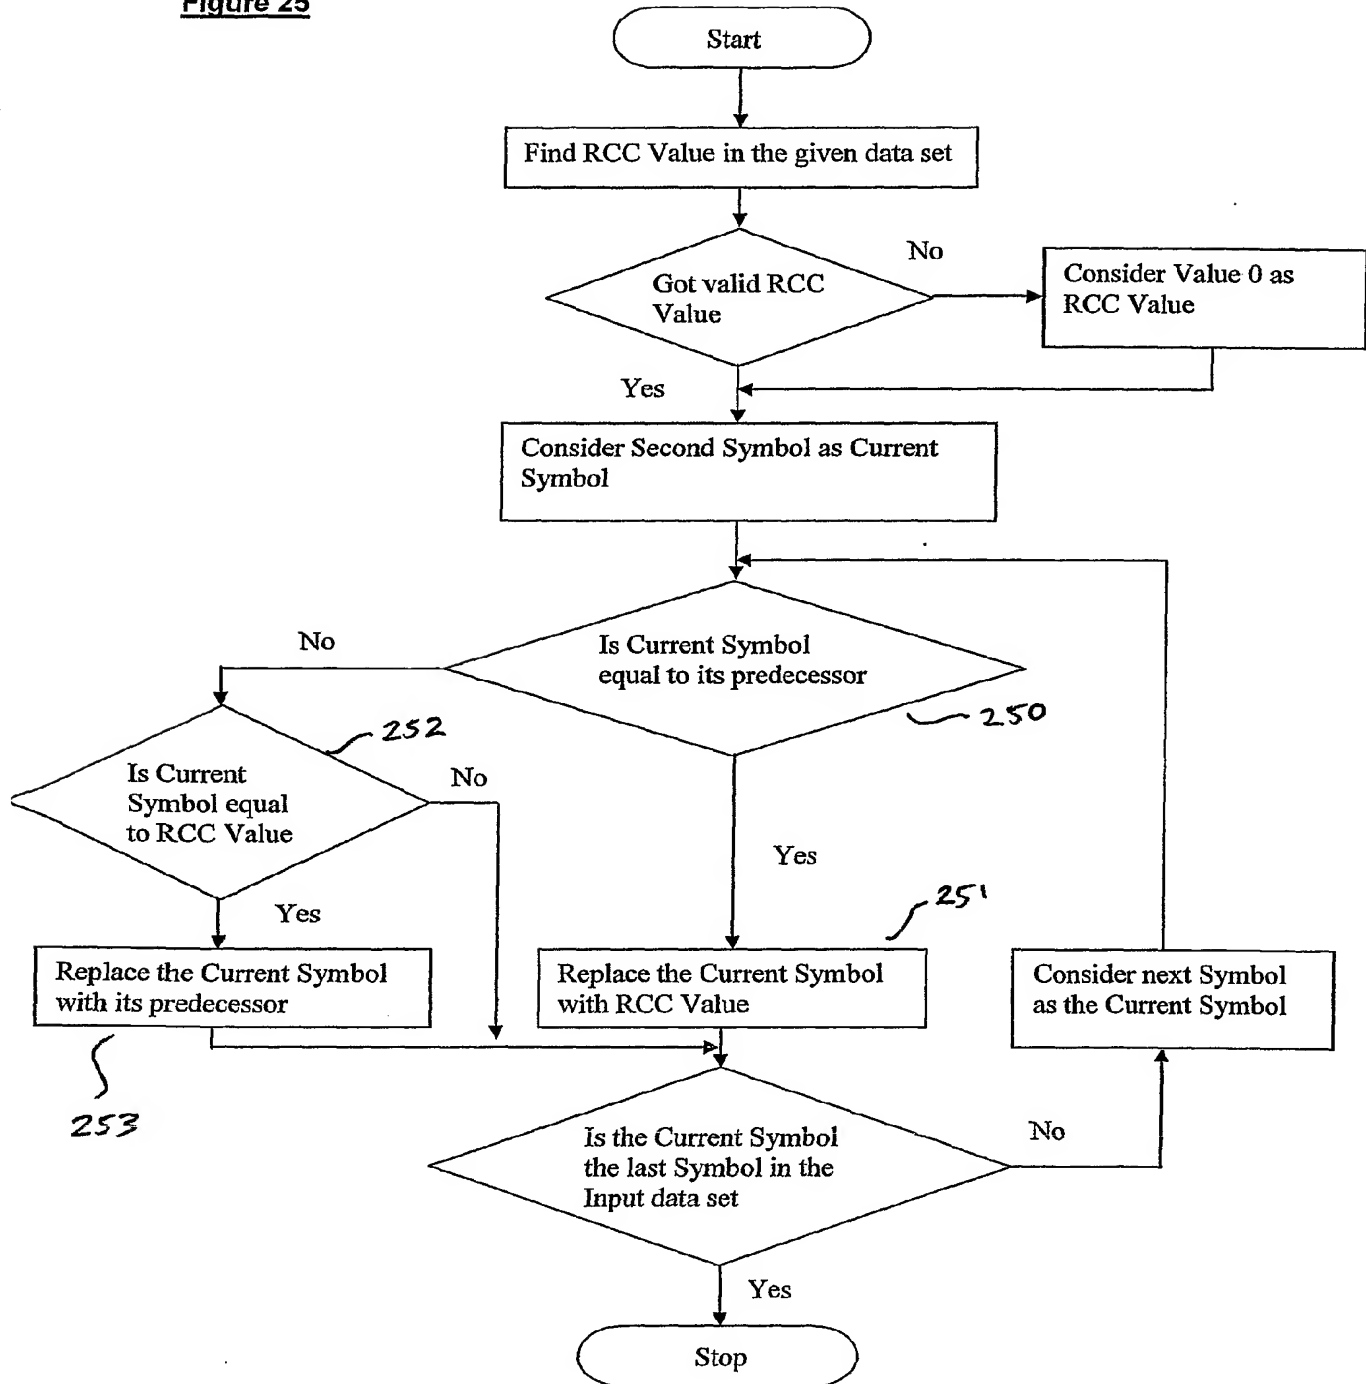 Figure 25
Start
Find RCC Value in the given data set
Got valid RCC
Value
No
Consider Value 0 as
RCC Value
Yes
Consider Second Symbol as Current
Symbol
Is Current Symbol
equal to its predecessor
No
250
252
Is Current
Symbol equal
to RCC Value
No
Yes
251
Yes
Replace the Current Symbol
with its predecessor
Replace the Current Symbol
with RCC Value
Consider next Symbol
as the Current Symbol
253
Is the Current Symbol
the last Symbol in the
Input data set
No
Yes
Stop